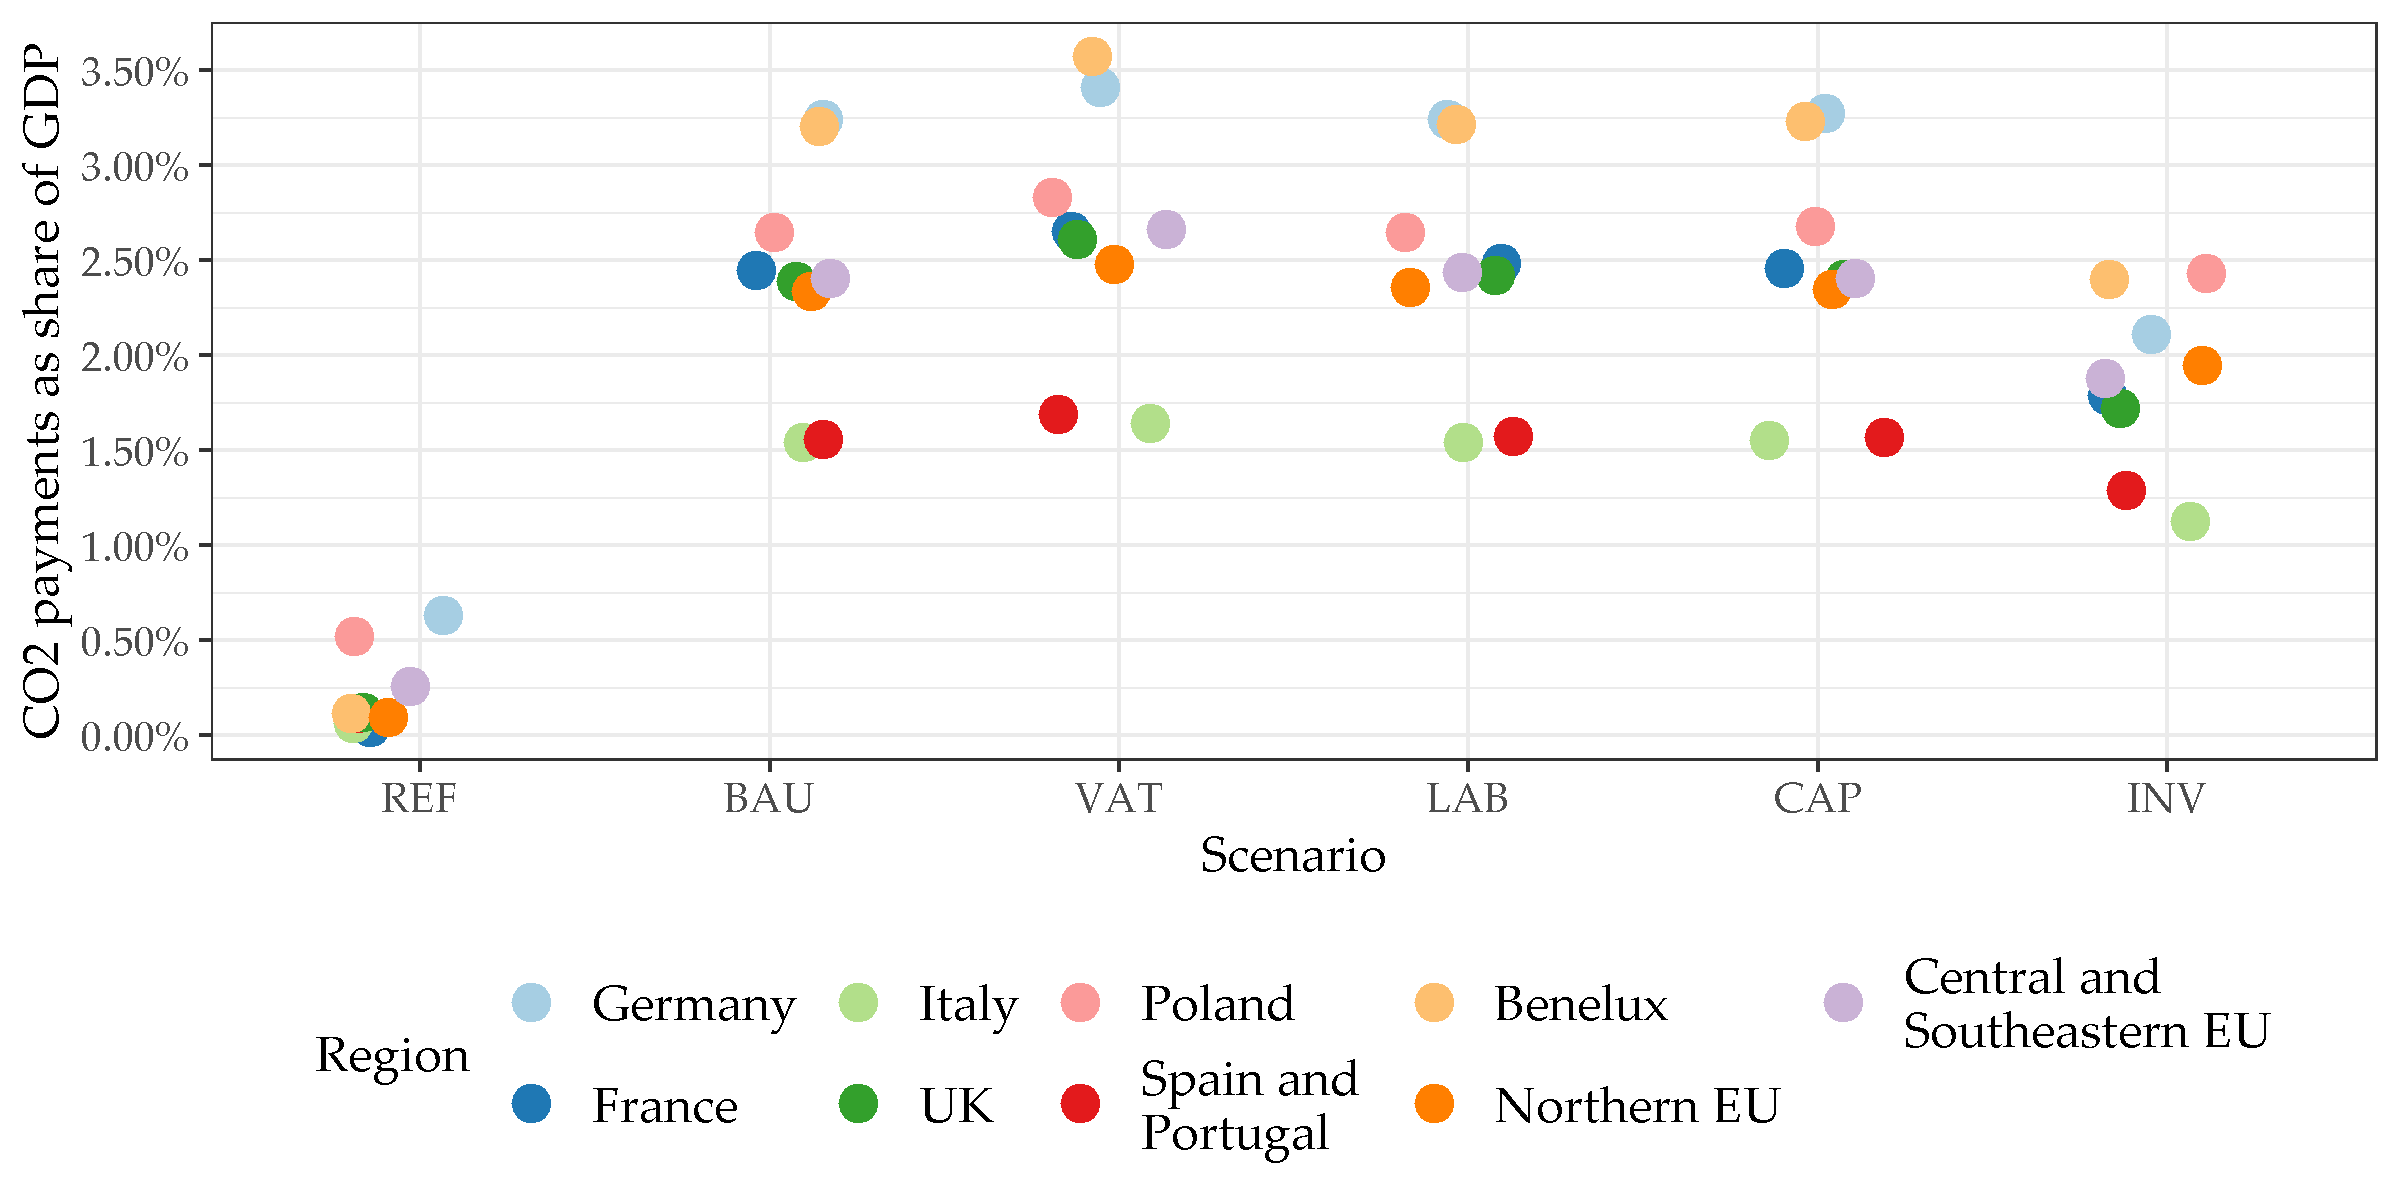 CO2 payments as share of GDP
3.50%
3.00%
2.50%
2.00%
1.50%
1.00%
0.50%
0.00%
REF BAU VAT LAB CAP INV
Scenario
Region
Germany
France
Italy
UK
Poland
Spain and
Portugal
Benelux
Northern EU
Central and
Southeastern EU